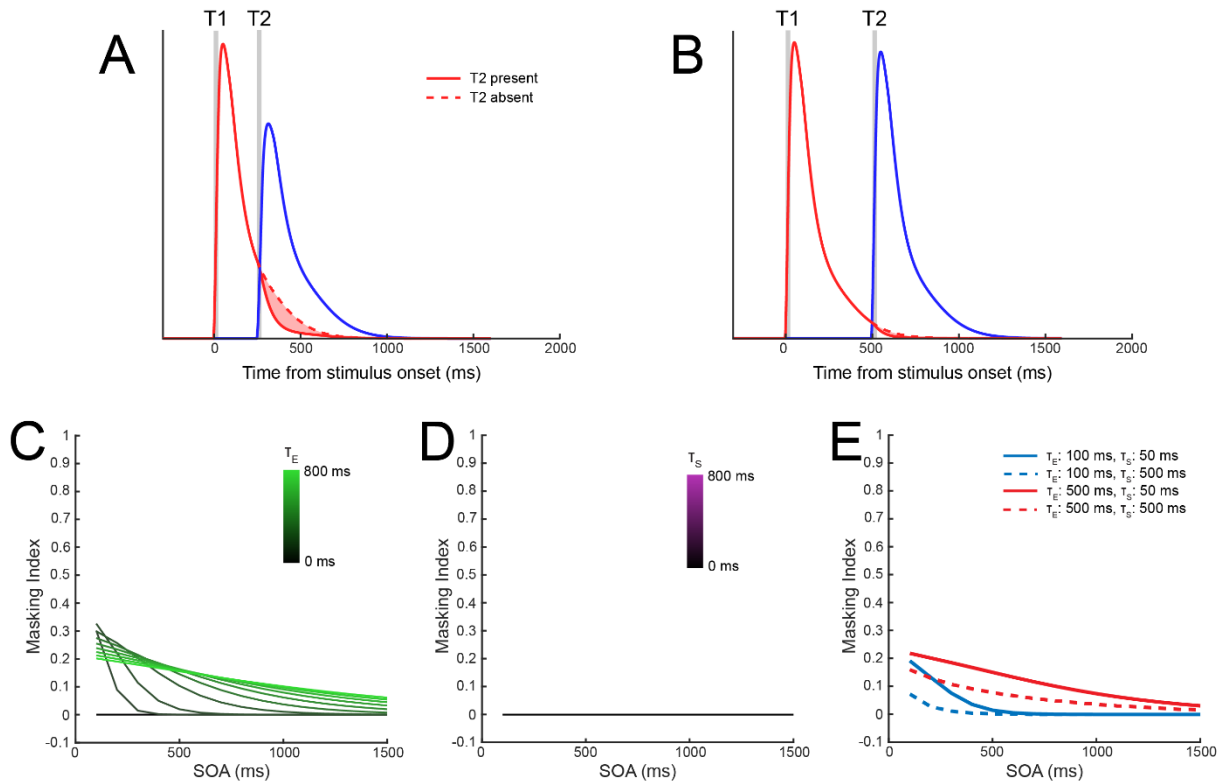 A
T1 T2
T2 present
T2 absent
0 500 1000 1500 2000
Time from stimulus onset (ms)
B
T1 T2
0 500 1000 1500 2000
Time from stimulus onset (ms)
C
1
0.9
0.8
0.7
0.6
0.5
0.4
0.3
0.2
0.1
0
-0.1
Masking Index
τE
800 ms
0 ms
500 1000 1500
SOA (ms)
D
1
0.9
0.8
0.7
0.6
0.5
0.4
0.3
0.2
0.1
0
-0.1
Masking Index
τS
800 ms
0 ms
500 1000 1500
SOA (ms)
E
1
0.9
0.8
0.7
0.6
0.5
0.4
0.3
0.2
0.1
0
-0.1
Masking Index
τE: 100 ms, τS: 50 ms
τE: 100 ms, τS: 500 ms
τE: 500 ms, τS: 50 ms
τE: 500 ms, τS: 500 ms
500 1000 1500
SOA (ms)